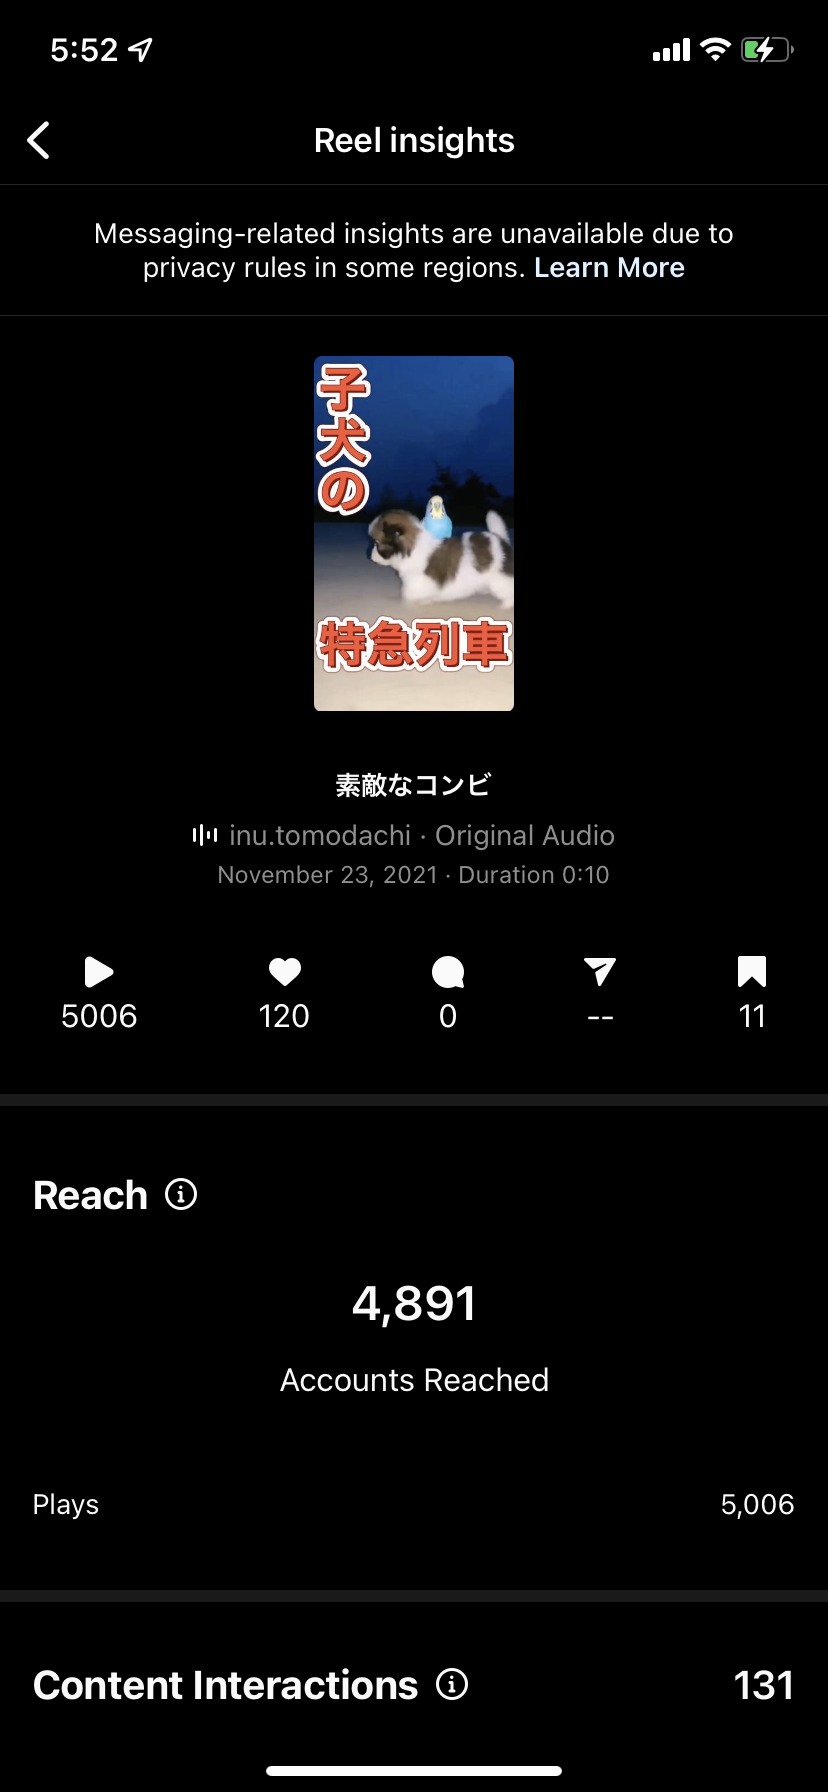 5:52
Reel insights
Messaging-related insights are unavailable due to
privacy rules in some regions. Learn More
子犬の
特急列車
素敵なコンビ
inu.tomodachi · Original Audio
November 23, 2021 · Duration 0:10
5006 120 0 -- 11
Reach
4,891
Accounts Reached
Plays 5,006
Content Interactions 131